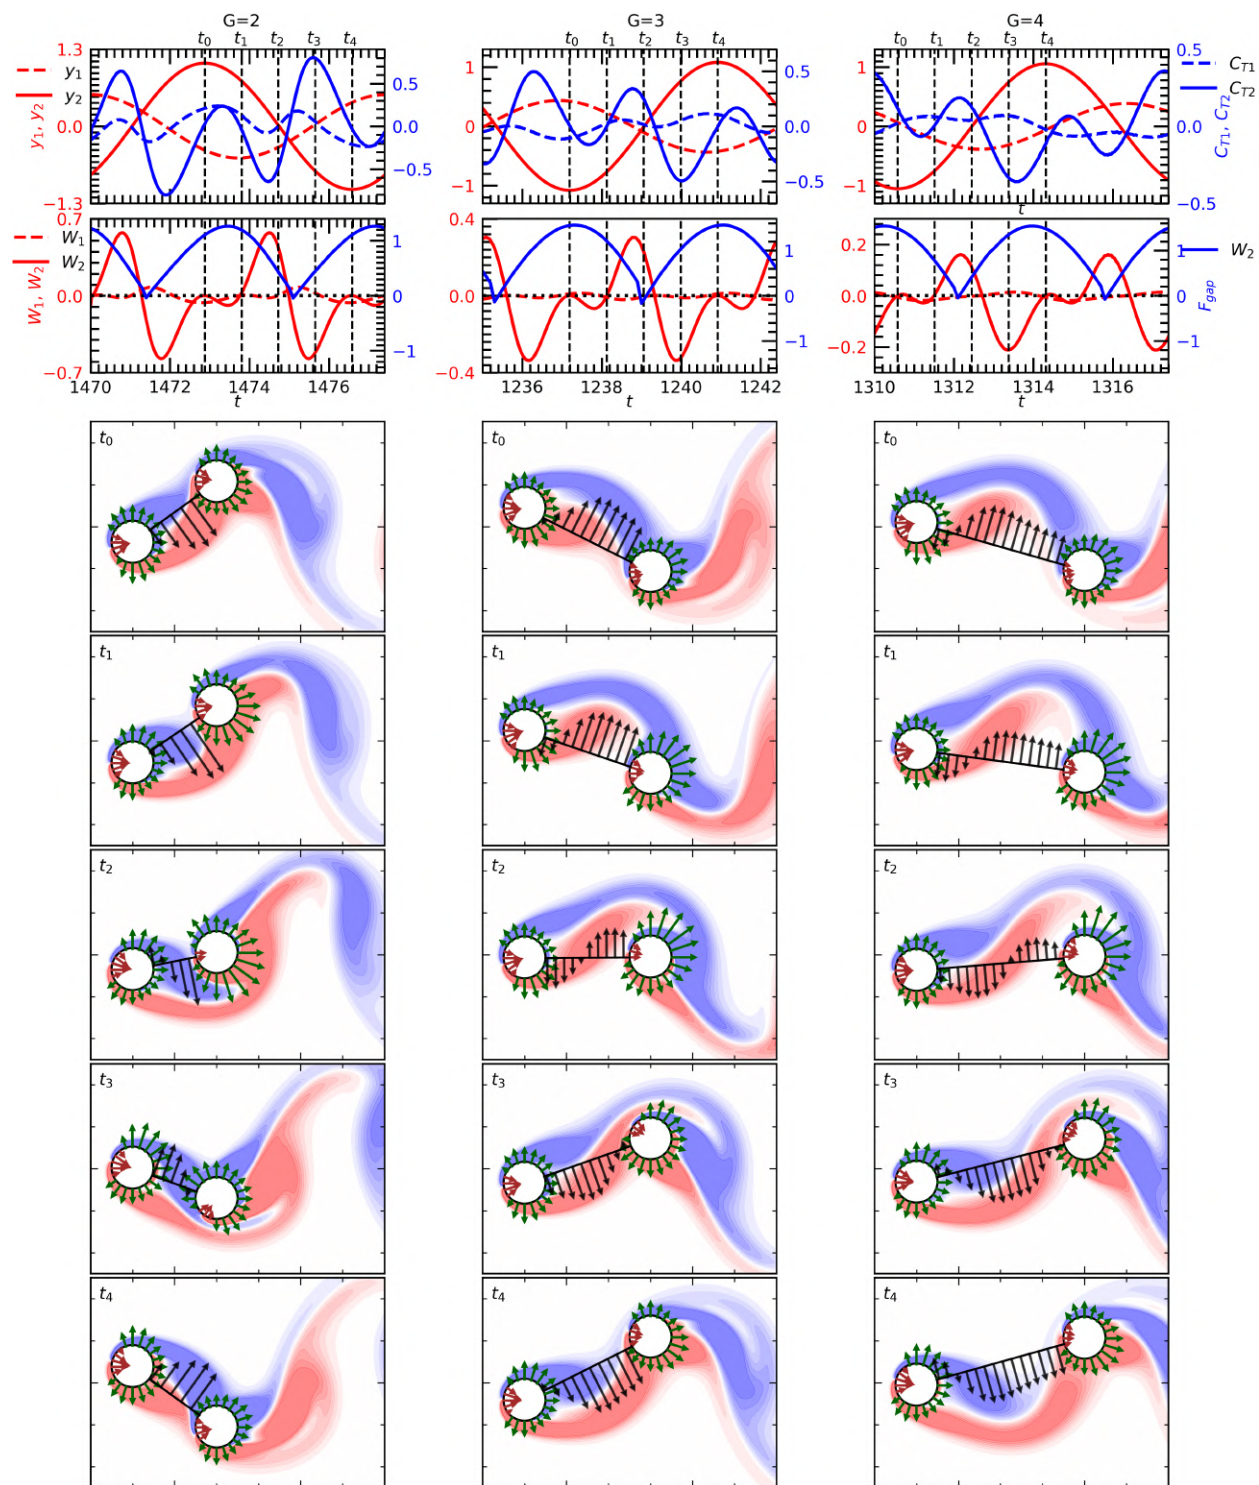 G=2 G=3 G=4
t0 t1 t2 t3 t4 t0 t1 t2 t3 t4 t0 t1 t2 t3 t4
1.3 0.5
y1 1 0.5 1 CT1
y2 0.5 CT2
y1, y2 0.0 0.0 0 0.0 0 0.0 CT1, CT2
−0.5 −1 −0.5 −1
−1.3 −0.5
t
0.7 0.4
W1 1 1 0.2 1 W2
W2
W1, W2 0.0 0 0.0 0 0.0 0 Fgap
−1 −1 −0.2 −1
−0.7 −0.4
1470 1472 1474 1476 1236 1238 1240 1242 1310 1312 1314 1316
t t t
t0 t0 t0
t1 t1 t1
t2 t2 t2
t3 t3 t3
t4 t4 t4